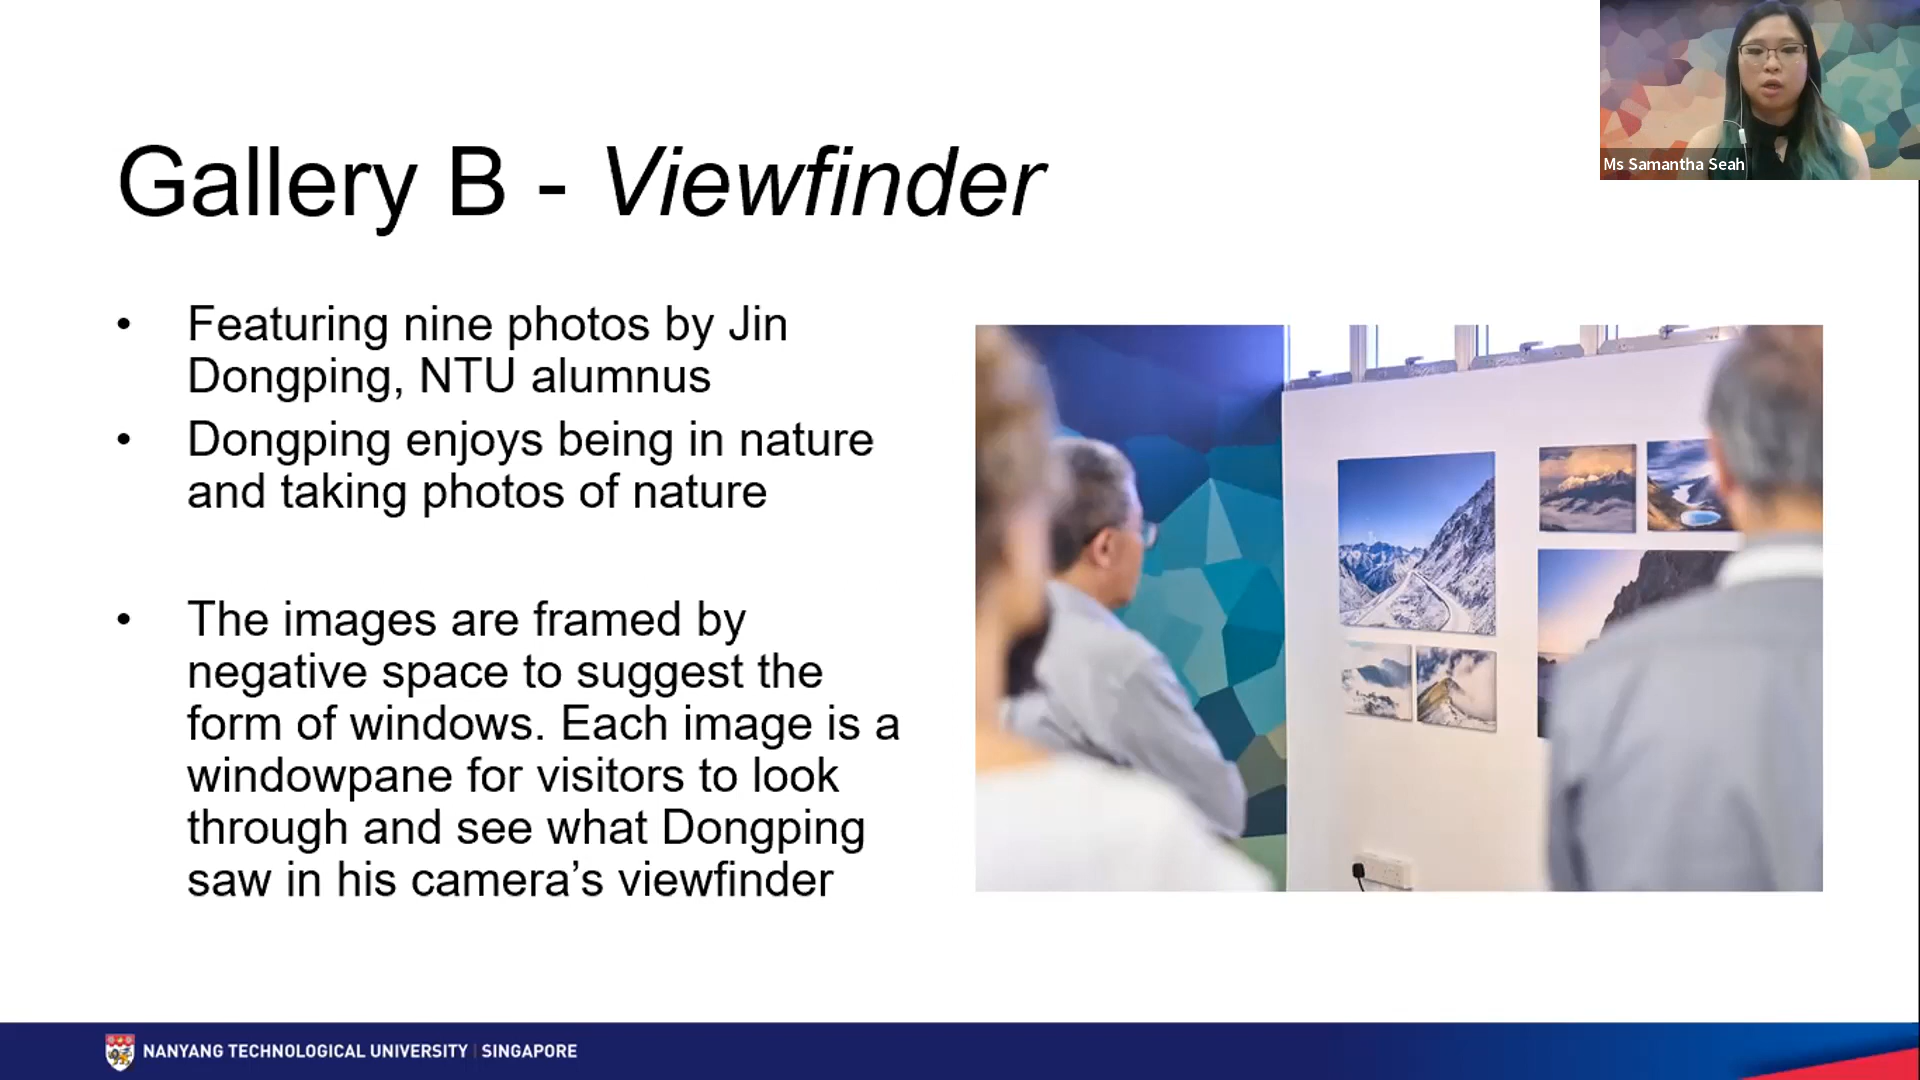 Ms Samantha Seah
Gallery B - Viewfinder
• Featuring nine photos by Jin
Dongping, NTU alumnus
• Dongping enjoys being in nature
and taking photos of nature
• The images are framed by
negative space to suggest the
form of windows. Each image is a
windowpane for visitors to look
through and see what Dongping
saw in his camera’s viewfinder
NANYANG TECHNOLOGICAL UNIVERSITY | SINGAPORE